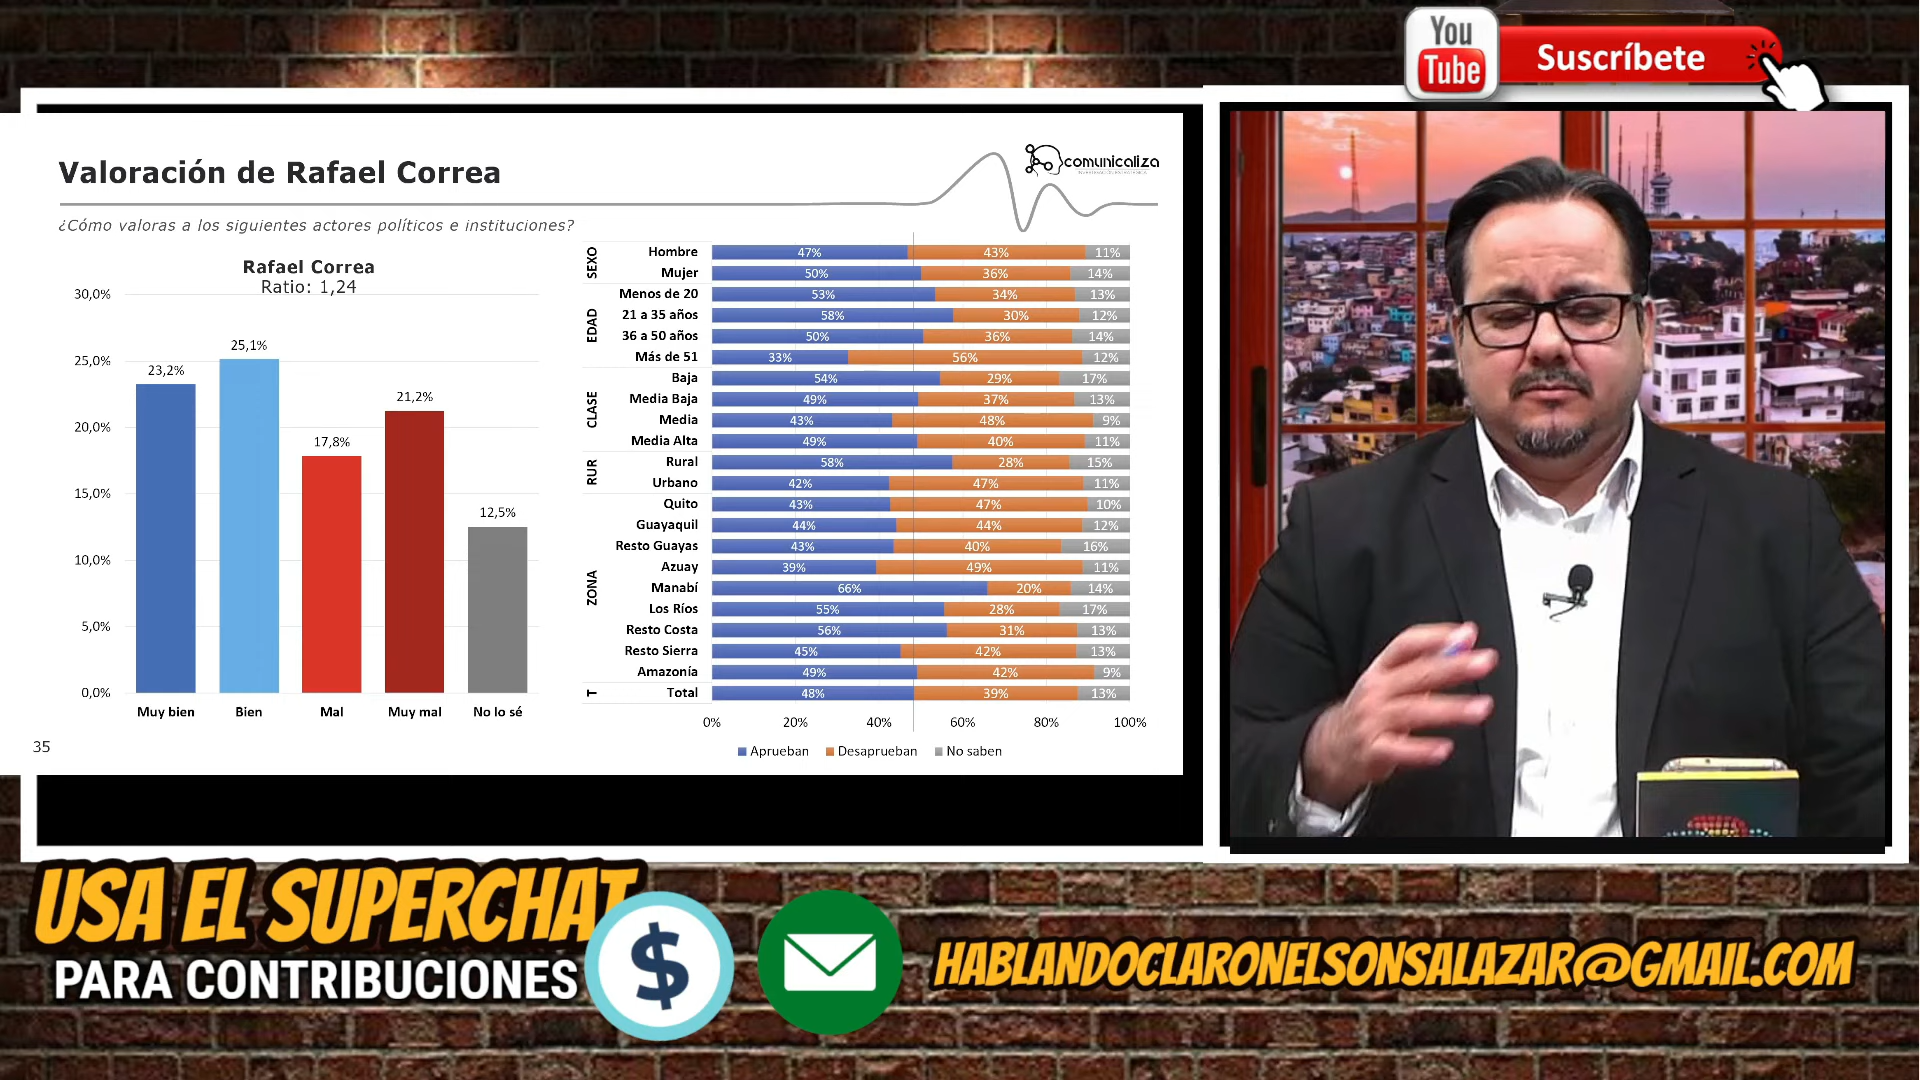 You
Tube
Suscríbete
Valoración de Rafael Correa
comunicaliza
¿Cómo valoras a los siguientes actores políticos e instituciones?
Rafael Correa
Ratio: 1,24
30,0%
25,0%
20,0%
15,0%
10,0%
5,0%
0,0%
23,2%
25,1%
17,8%
21,2%
12,5%
Muy bien
Bien
Mal
Muy mal
No lo sé
35
SEXO
Hombre 47% 43% 11%
Mujer 50% 36% 14%
EDAD
Menos de 20 53% 34% 13%
21 a 35 años 58% 30% 12%
36 a 50 años 50% 36% 14%
Más de 51 33% 56% 12%
CLASE
Baja 54% 29% 17%
Media Baja 49% 37% 13%
Media 43% 48% 9%
Media Alta 49% 40% 11%
RUR
Rural 58% 28% 15%
Urbano 42% 47% 11%
ZONA
Quito 43% 47% 10%
Guayaquil 44% 44% 12%
Resto Guayas 43% 40% 16%
Azuay 39% 49% 11%
Manabí 66% 20% 14%
Los Ríos 55% 28% 17%
Resto Costa 56% 31% 13%
Resto Sierra 45% 42% 13%
Amazonía 49% 42% 9%
T
Total 48% 39% 13%
0% 20% 40% 60% 80% 100%
Aprueban Desaprueban No saben
USA EL SUPERCHAT
PARA CONTRIBUCIONES
$
HABLANDOCLARONELSONSALAZAR@GMAIL.COM